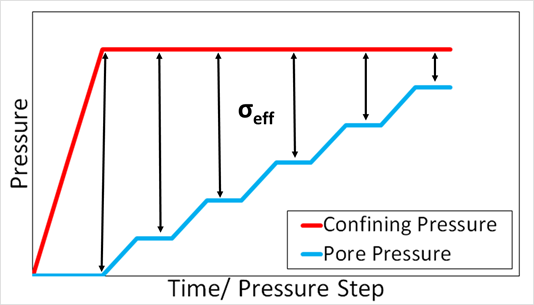 Pressure
σeff
Confining Pressure
Pore Pressure
Time/ Pressure Step